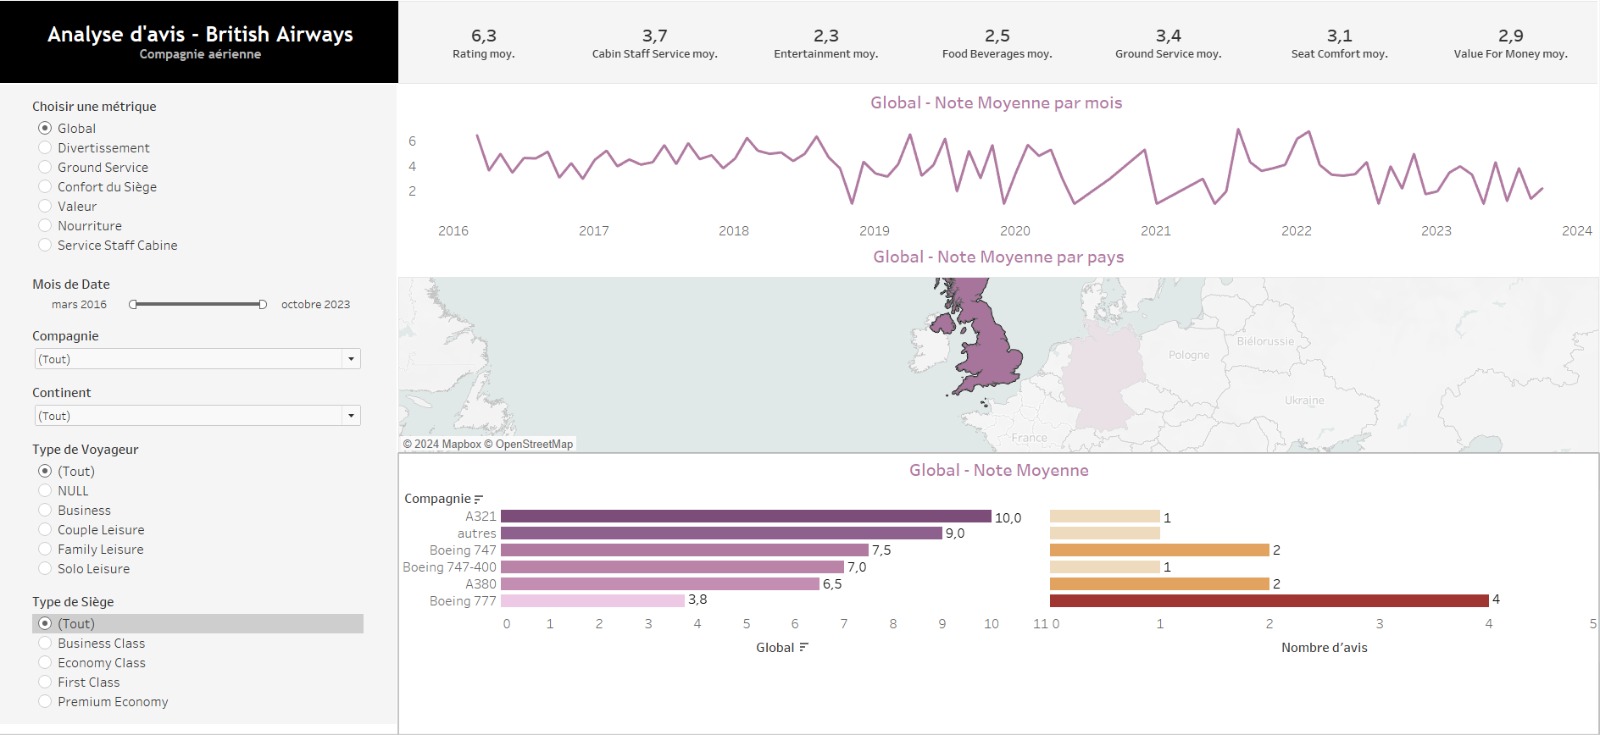 Analyse d'avis - British Airways
Compagnie aérienne
6,3
Rating moy.
3,7
Cabin Staff Service moy.
2,3
Entertainment moy.
2,5
Food Beverages moy.
3,4
Ground Service moy.
3,1
Seat Comfort moy.
2,9
Value For Money moy.
Choisir une métrique
Global
Divertissement
Ground Service
Confort du Siège
Valeur
Nourriture
Service Staff Cabine
Mois de Date
mars 2016
octobre 2023
Compagnie
(Tout)
Continent
(Tout)
Type de Voyageur
(Tout)
NULL
Business
Couple Leisure
Family Leisure
Solo Leisure
Type de Siège
(Tout)
Business Class
Economy Class
First Class
Premium Economy
Global - Note Moyenne par mois
6
4
2
2016 2017 2018 2019 2020 2021 2022 2023 2024
Global - Note Moyenne par pays
Biélorussie
Pologne
Ukraine
France
© 2024 Mapbox © OpenStreetMap
Global - Note Moyenne
Compagnie
A321 10,0 1
autres 9,0
Boeing 747 7,5 2
Boeing 747-400 7,0 1
A380 6,5 2
Boeing 777 3,8 4
0 1 2 3 4 5 6 7 8 9 10 11 0 1 2 3 4 5
Global Nombre d'avis